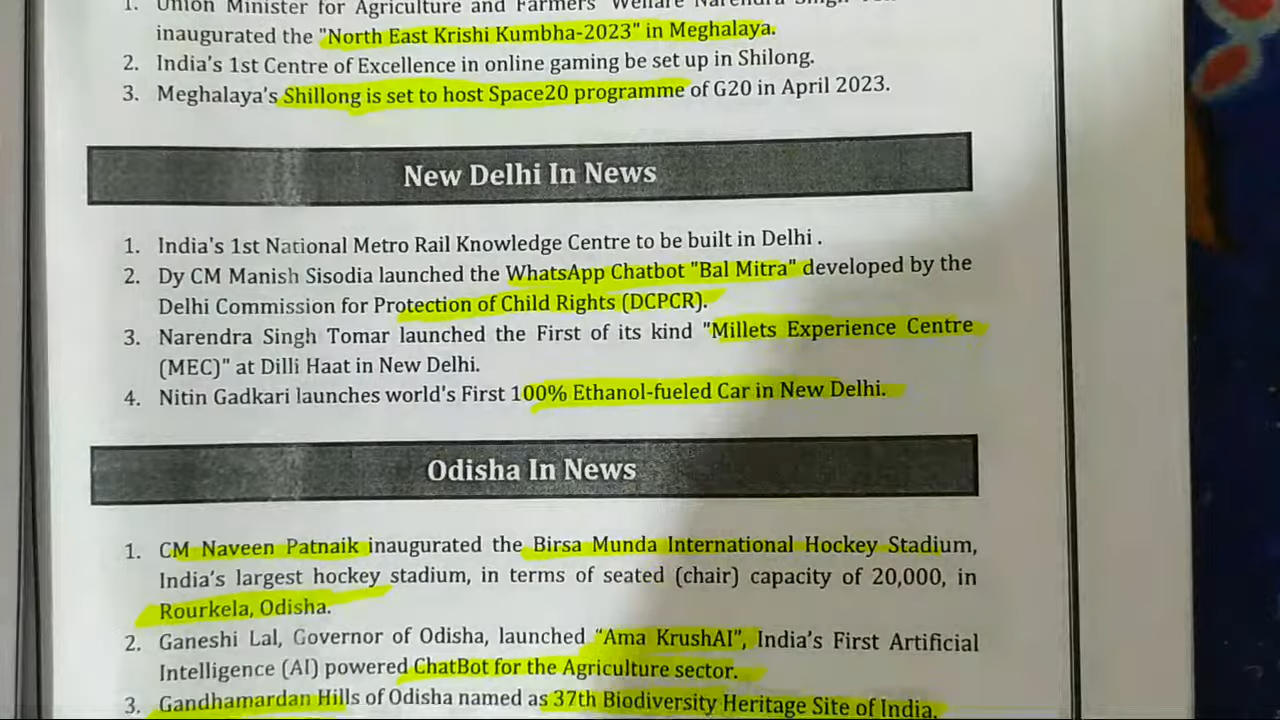 1. Union Minister for Agriculture and Farmers' Welfare Narendra Singh
inaugurated the "North East Krishi Kumbha-2023" in Meghalaya.
2. India's 1st Centre of Excellence in online gaming be set up in Shilong.
3. Meghalaya's Shillong is set to host Space20 programme of G20 in April 2023.
New Delhi In News
1. India's 1st National Metro Rail Knowledge Centre to be built in Delhi .
2. Dy CM Manish Sisodia launched the WhatsApp Chatbot "Bal Mitra" developed by the
Delhi Commission for Protection of Child Rights (DCPCR).
3. Narendra Singh Tomar launched the First of its kind "Millets Experience Centre
(MEC)" at Dilli Haat in New Delhi.
4. Nitin Gadkari launches world's First 100% Ethanol-fueled Car in New Delhi.
Odisha In News
1. CM Naveen Patnaik inaugurated the Birsa Munda International Hockey Stadium,
India's largest hockey stadium, in terms of seated (chair) capacity of 20,000, in
Rourkela, Odisha.
2. Ganeshi Lal, Governor of Odisha, launched "Ama KrushAI", India's First Artificial
Intelligence (AI) powered ChatBot for the Agriculture sector.
3. Gandhamardan Hills of Odisha named as 37th Biodiversity Heritage Site of India.